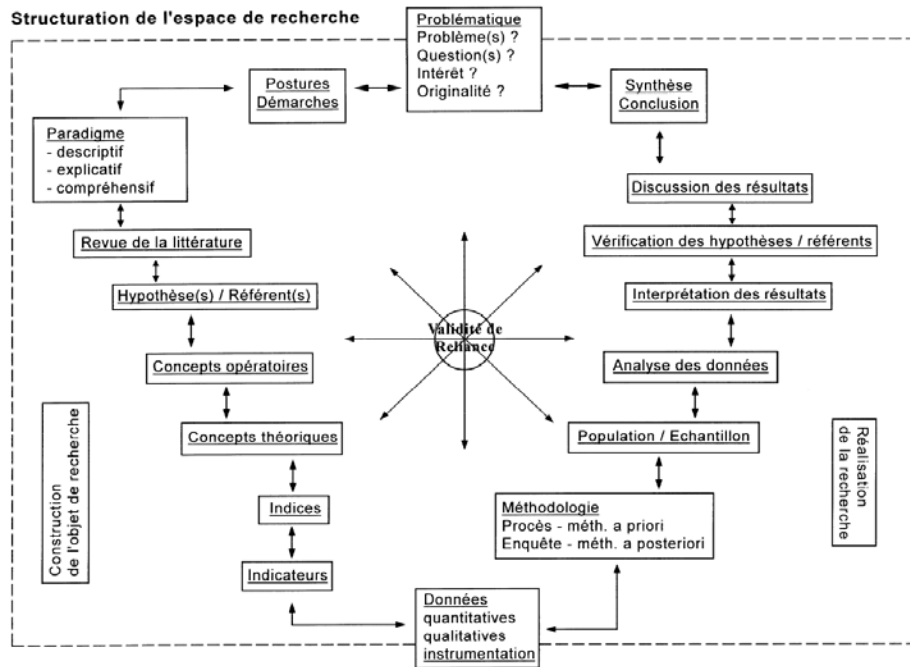 Structuration de l'espace de recherche
Problématique
Problème(s) ?
Question(s) ?
Intérêt ?
Originalité ?
Postures
Démarches
Paradigme
- descriptif
- explicatif
- compréhensif
Revue de la littérature
Hypothèse(s) / Référent(s)
Concepts opératoires
Concepts théoriques
Indices
Indicateurs
Construction
de l'objet de recherche
Données
quantitatives
qualitatives
instrumentation
Validité de
Reliance
Synthèse
Conclusion
Discussion des résultats
Vérification des hypothèses / référents
Interprétation des résultats
Analyse des données
Population / Echantillon
Méthodologie
Procès - méth. a priori
Enquête - méth. a posteriori
Réalisation
de la recherche